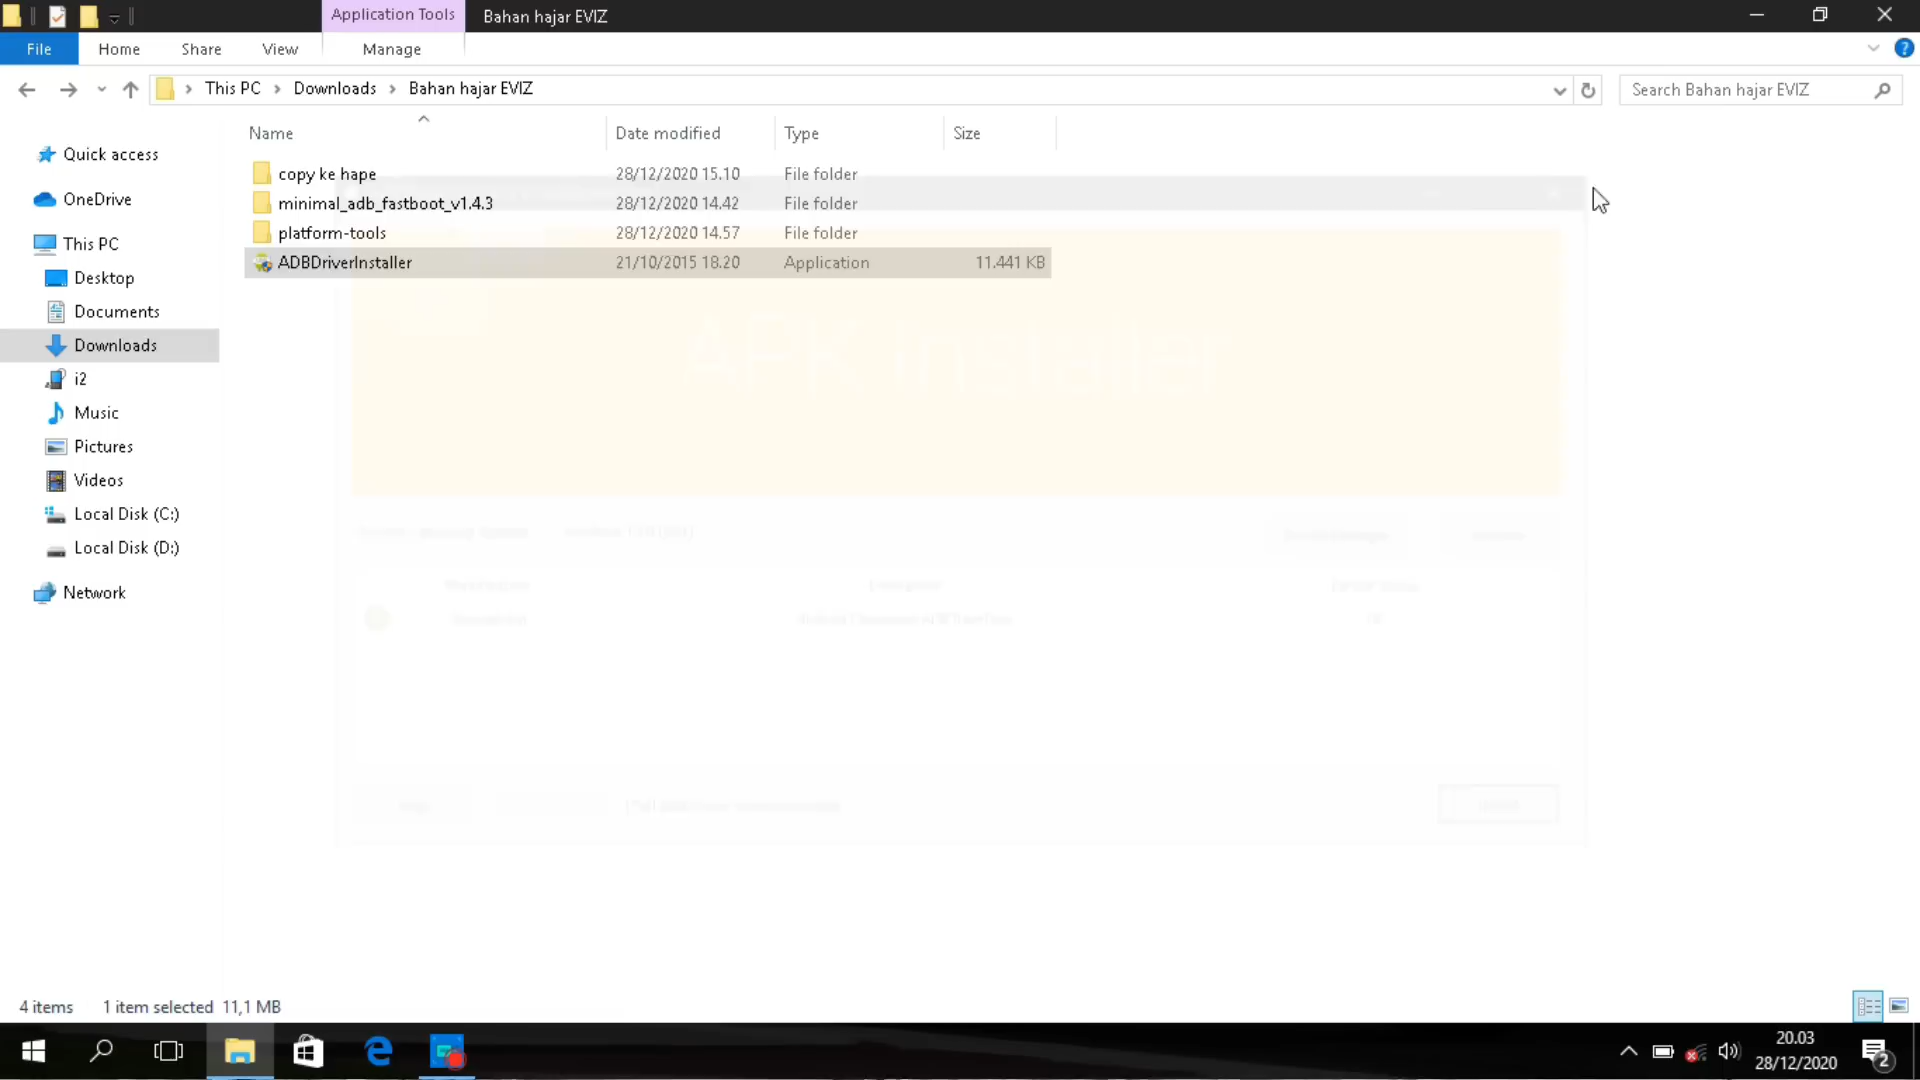 Application Tools Bahan hajar EVIZ
File Home Share View Manage
This PC Downloads Bahan hajar EVIZ Search Bahan hajar EVIZ
Name Date modified Type Size
Quick access
OneDrive
This PC
Desktop
Documents
Downloads
i2
Music
Pictures
Videos
Local Disk (C:)
Local Disk (D:)
Network
copy ke hape 28/12/2020 15.10 File folder
minimal_adb_fastboot_v1.4.3 28/12/2020 14.42 File folder
platform-tools 28/12/2020 14.57 File folder
ADBDriverInstaller 21/10/2015 18.20 Application 11.441 KB
4 items 1 item selected 11,1 MB
20.03
28/12/2020
2